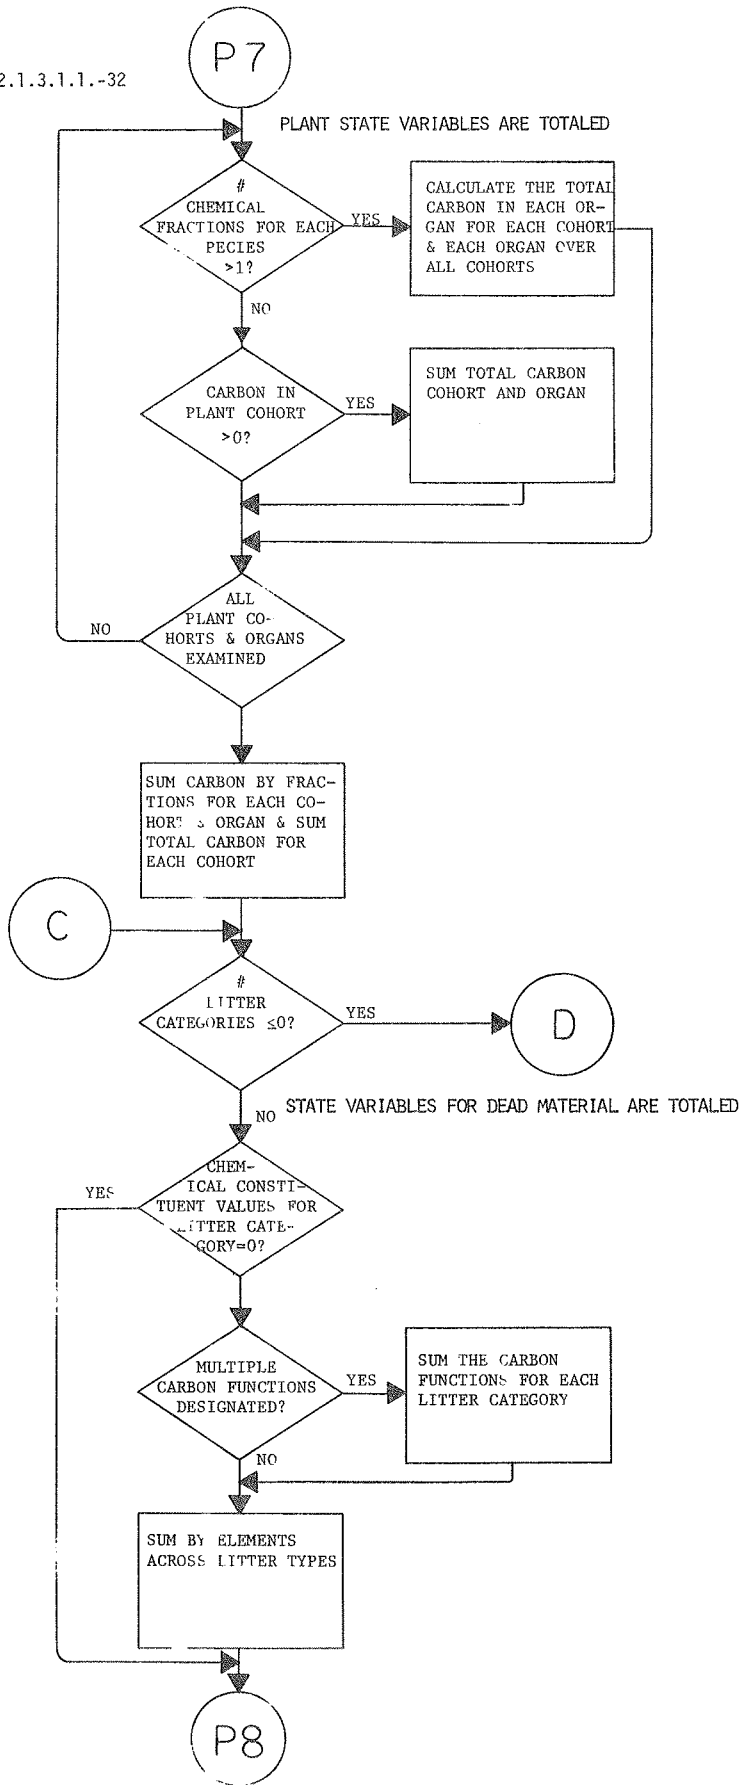 P7
2.1.3.1.1.-32
PLANT STATE VARIABLES ARE TOTALED
#
CHEMICAL
FRACTIONS FOR EACH
PECIES
>1?
YES
CALCULATE THE TOTAL
CARBON IN EACH OR-
GAN FOR EACH COHORT
& EACH ORGAN OVER
ALL COHORTS
NO
CARBON IN
PLANT COHORT
>0?
YES
SUM TOTAL CARBON
COHORT AND ORGAN
ALL
PLANT CO-
HORTS & ORGANS
EXAMINED
NO
SUM CARBON BY FRAC-
TIONS FOR EACH CO-
HORT & ORGAN & SUM
TOTAL CARBON FOR
EACH COHORT
C
#
LITTER
CATEGORIES ≤0?
YES
D
NO
STATE VARIABLES FOR DEAD MATERIAL ARE TOTALED
CHEM-
ICAL CONSTI-
TUENT VALUES FOR
LITTER CATE-
GORY=0?
YES
MULTIPLE
CARBON FUNCTIONS
DESIGNATED?
YES
SUM THE CARBON
FUNCTIONS FOR EACH
LITTER CATEGORY
NO
SUM BY ELEMENTS
ACROSS LITTER TYPES
P8